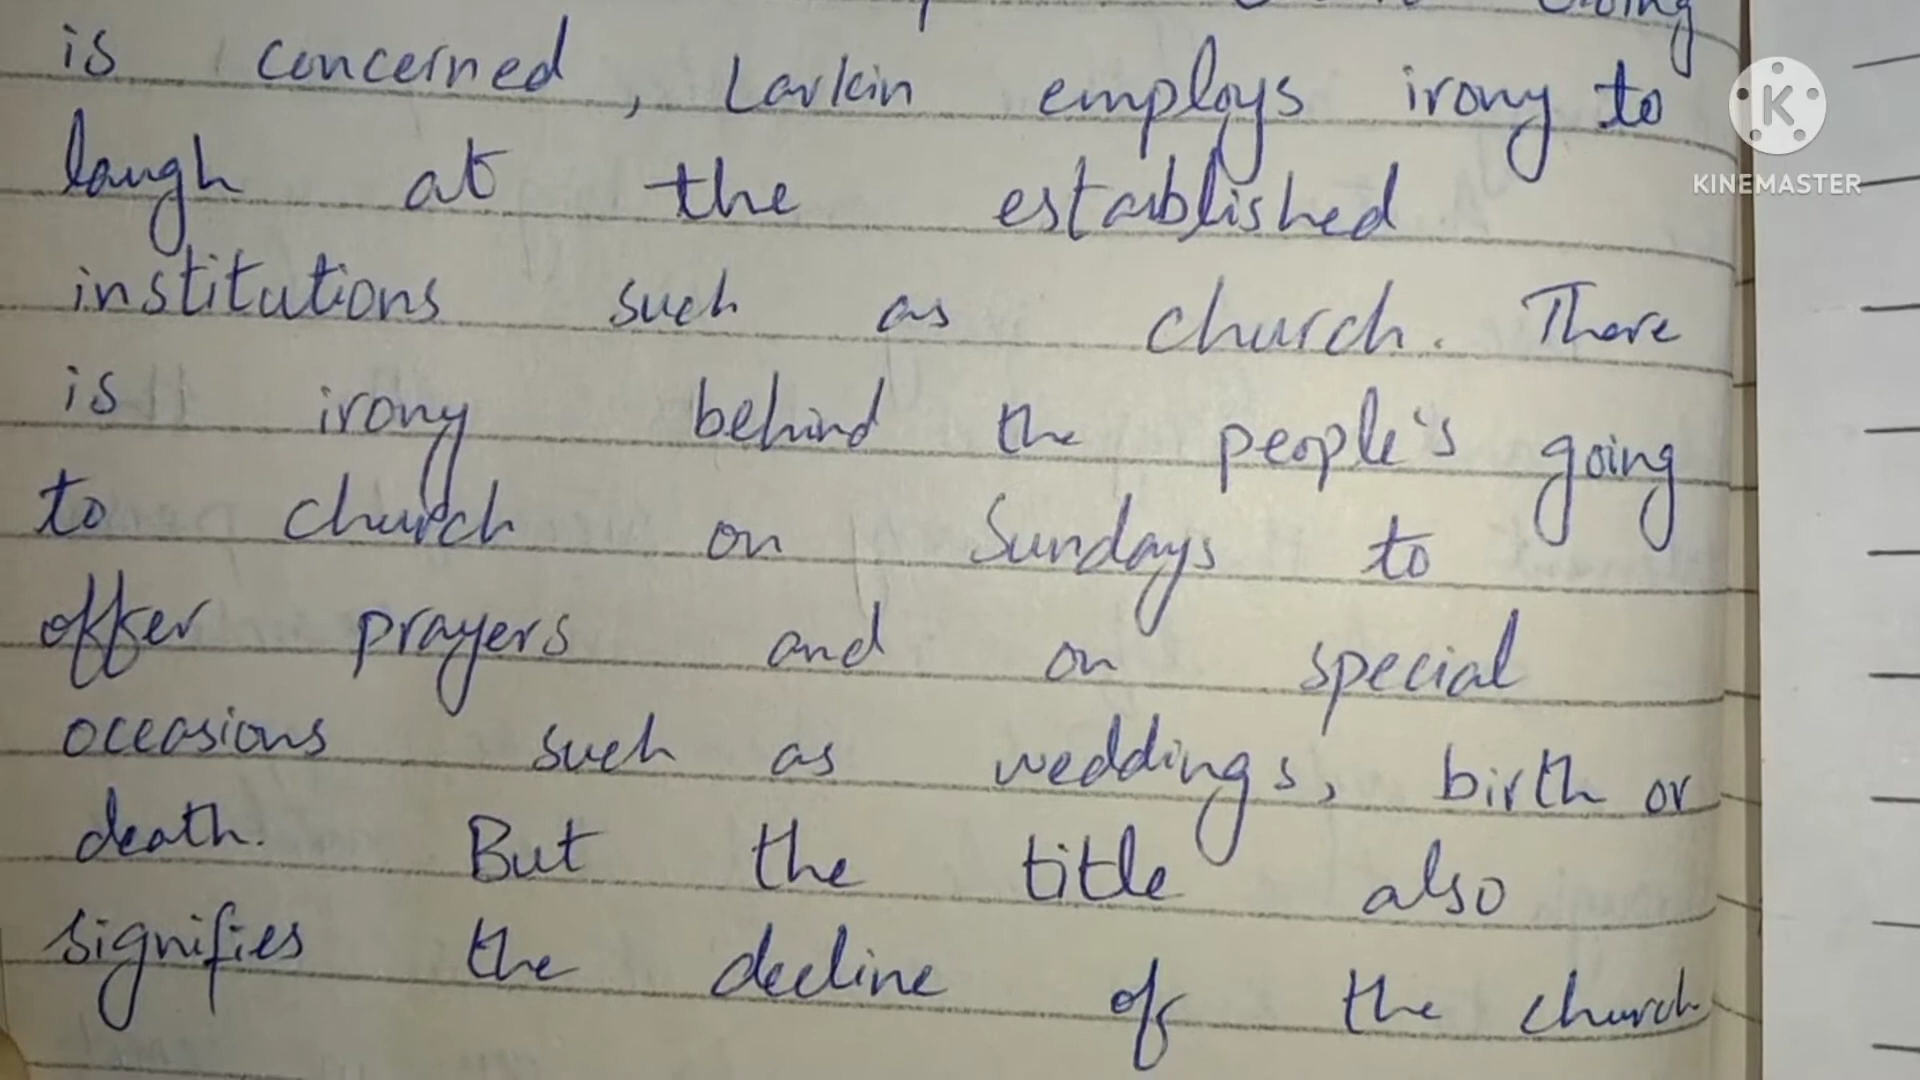 Going
is concerned, Larkin employs irony to
laugh at the established
institutions such as church. There
is irony behind the people's going
to church on Sundays to
offer prayers and on special
occasions such as weddings, birth or
death. But the title also
signifies the decline of the church
KINEMASTER